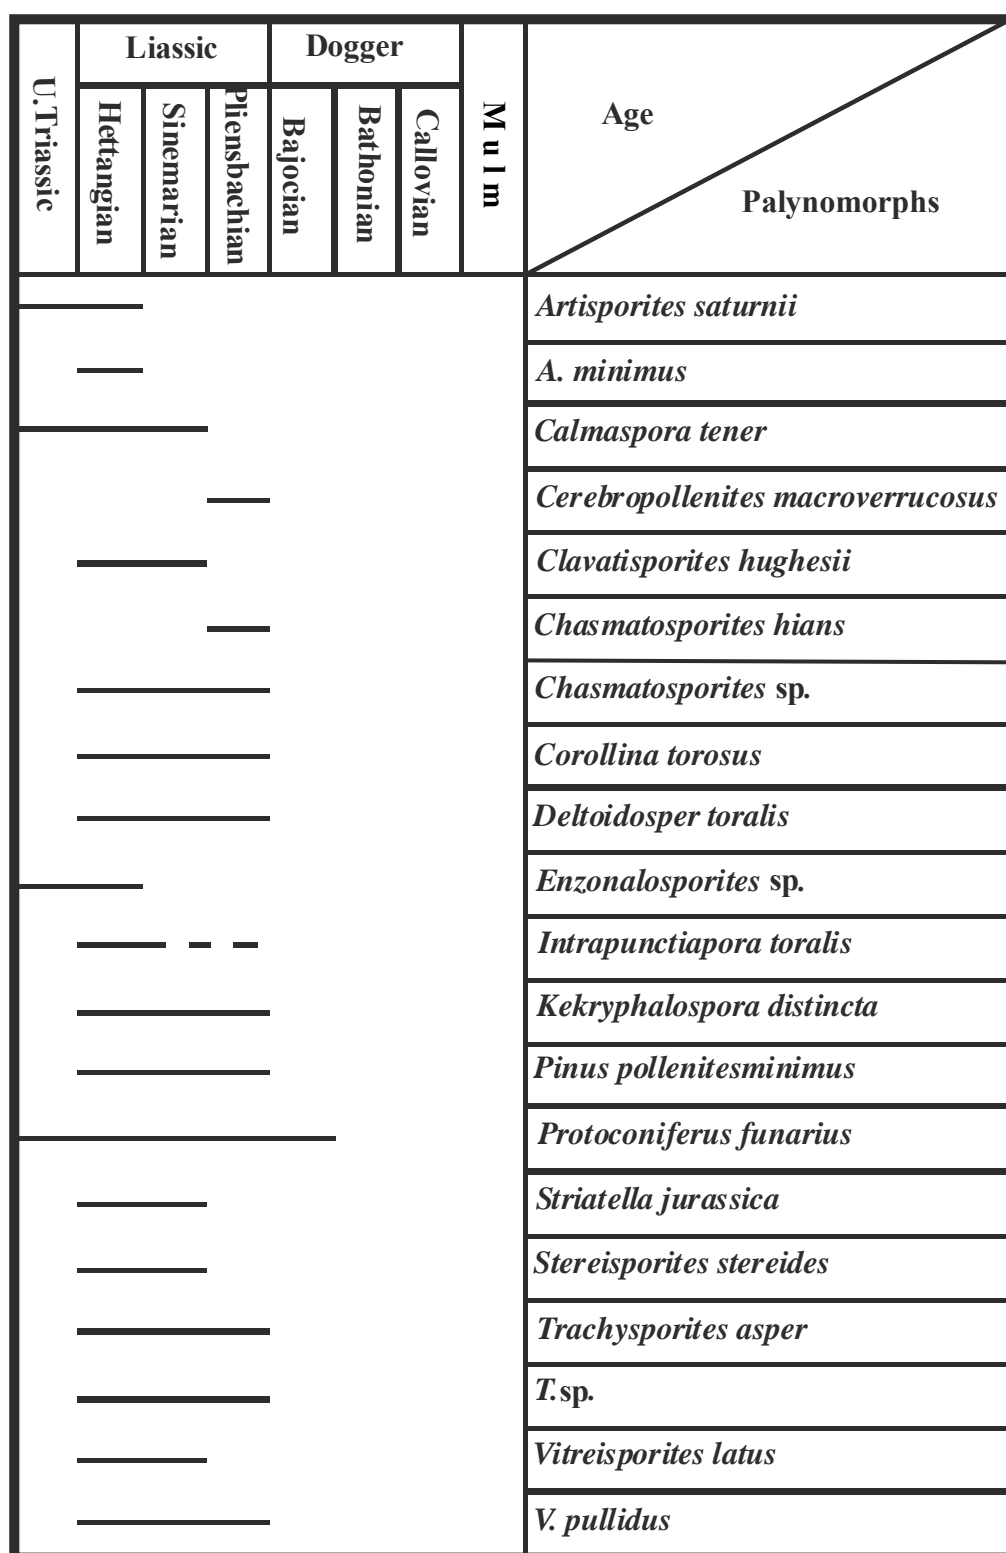 Liassic
Dogger
U.Triassic
Hettangian
Sinemarian
Pliensbachian
Bajocian
Bathonian
Callovian
Mulm
Age
Palynomorphs
Artisporites saturnii
A. minimus
Calmaspora tener
Cerebropollenites macroverrucosus
Clavatisporites hughesii
Chasmatosporites hians
Chasmatosporites sp.
Corollina torosus
Deltoidosper toralis
Enzonalosporites sp.
Intrapunctiapora toralis
Kekryphalospora distincta
Pinus pollenitesminimus
Protoconiferus funarius
Striatella jurassica
Stereisporites stereides
Trachysporites asper
T.sp.
Vitreisporites latus
V. pullidus